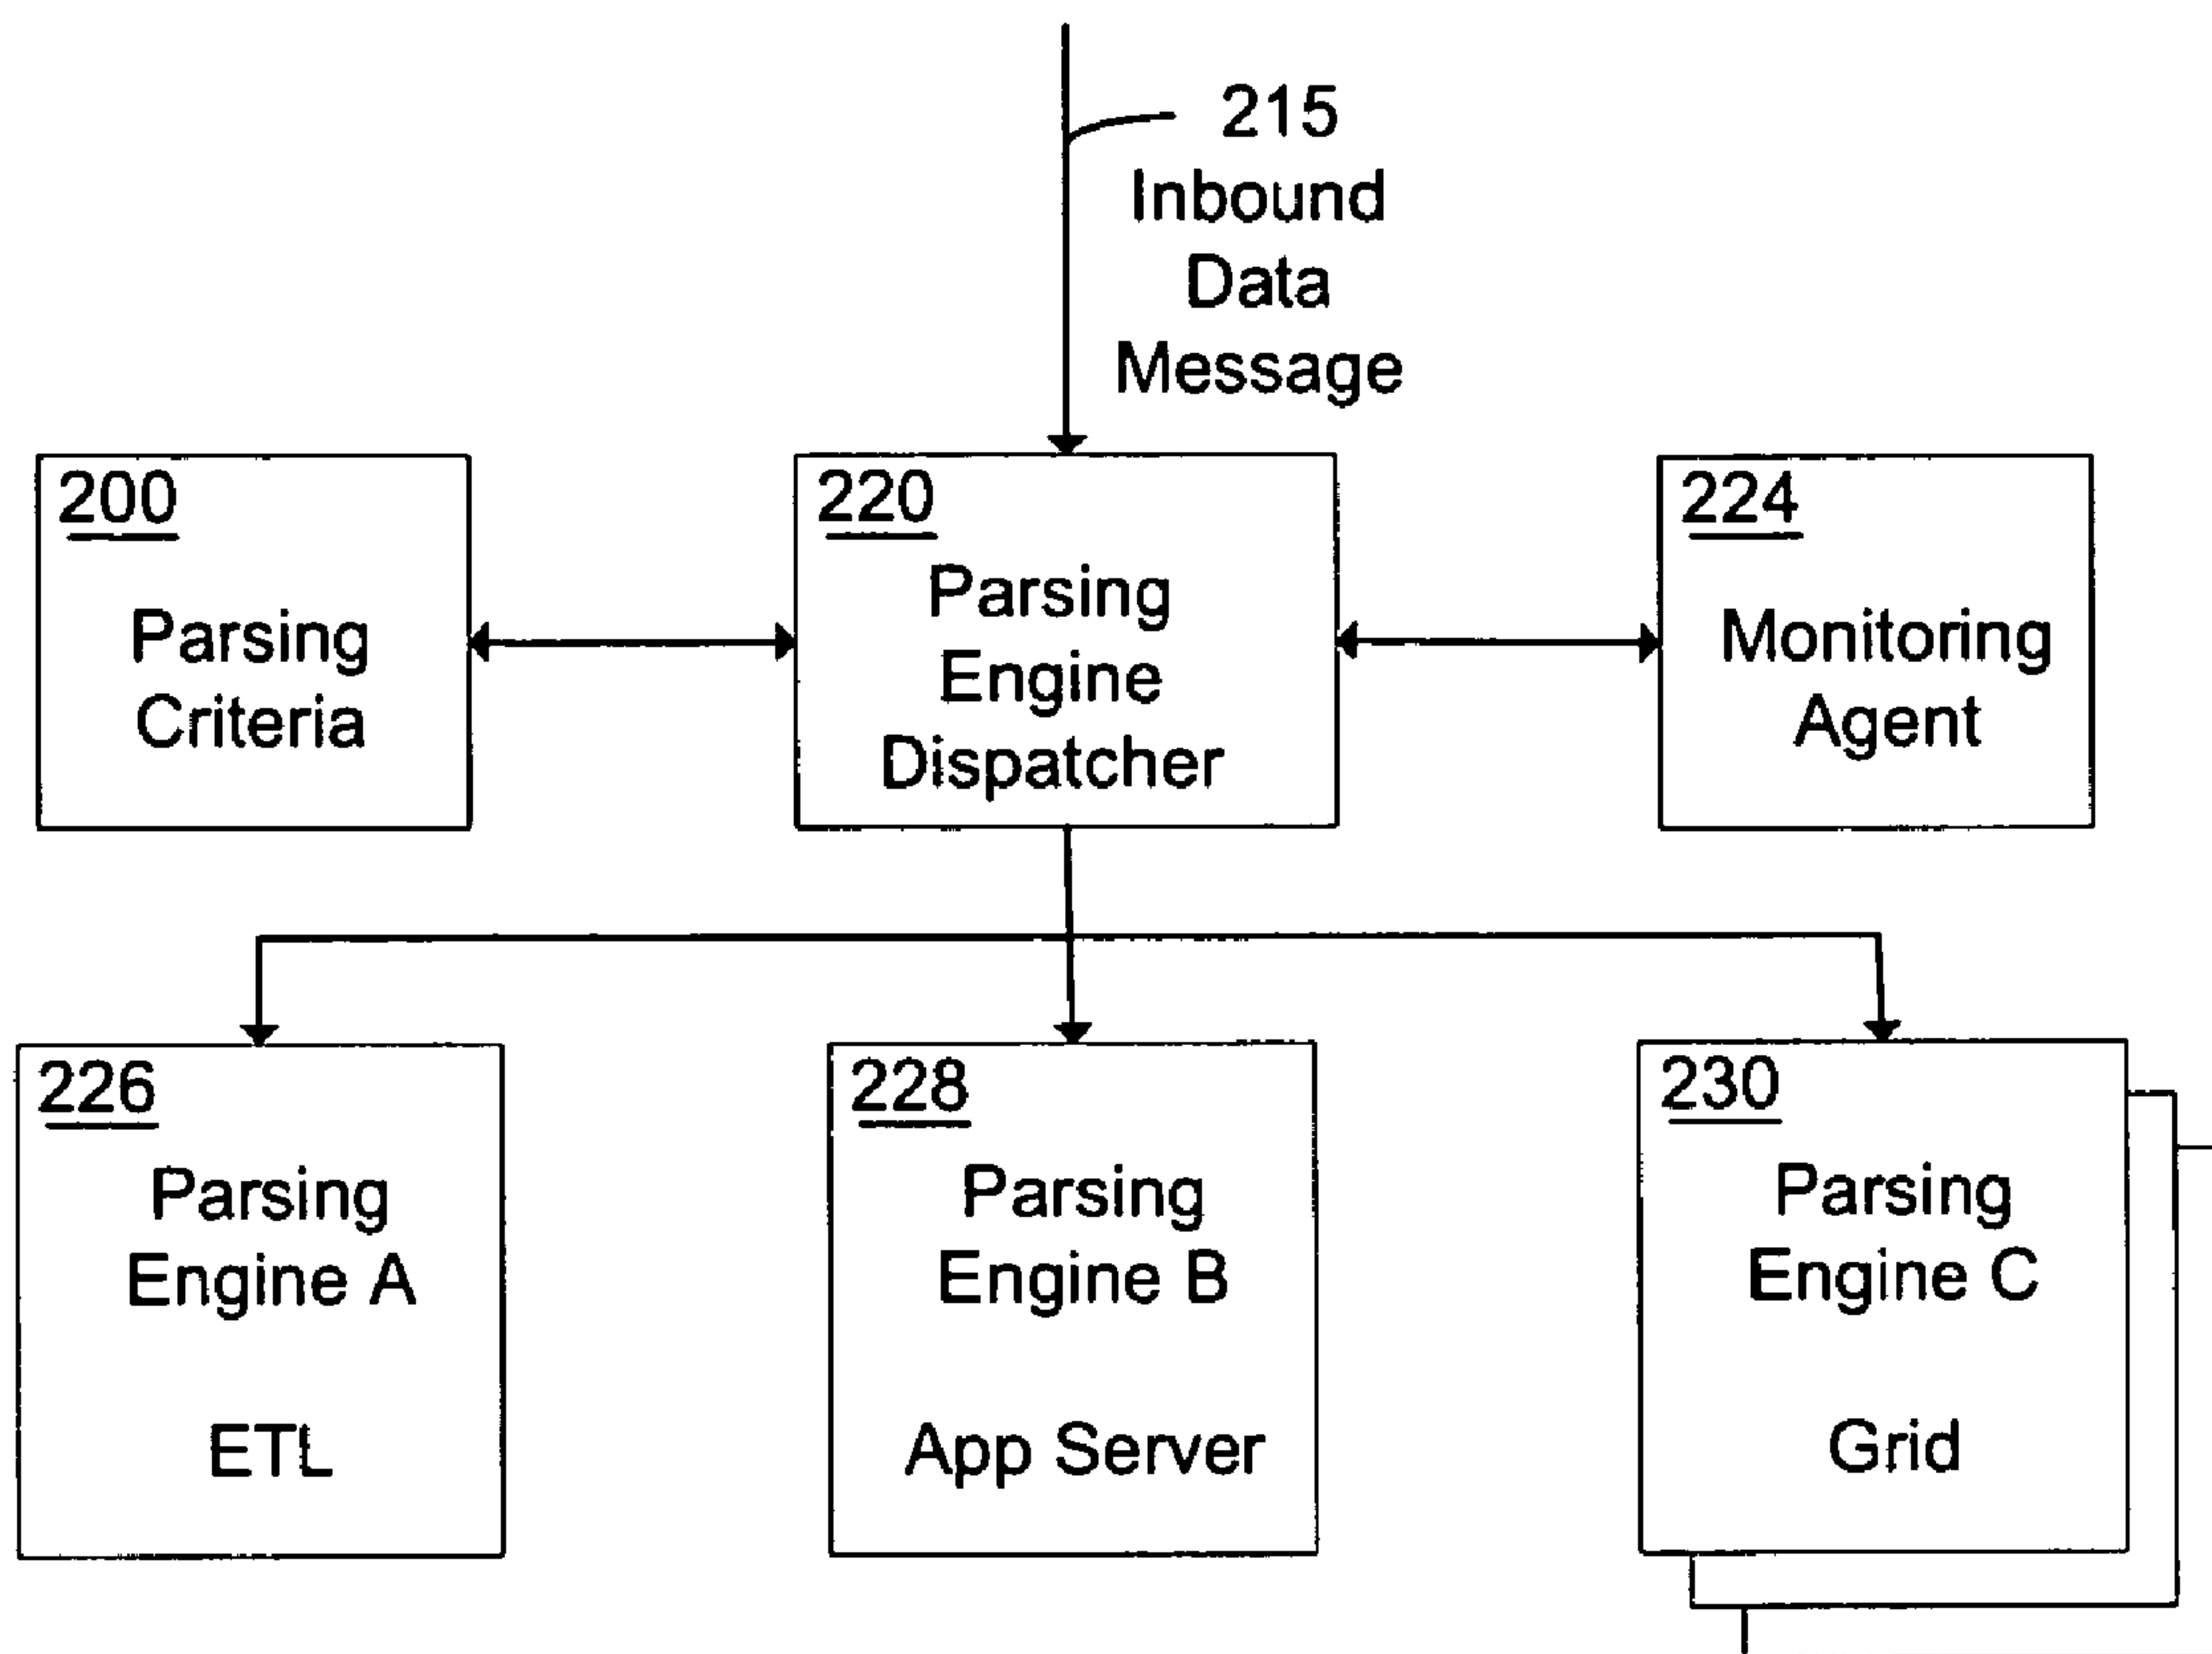 215
Inbound
Data
Message
200
Parsing
Criteria
220
Parsing
Engine
Dispatcher
224
Monitoring
Agent
226
Parsing
Engine A
ETL
228
Parsing
Engine B
App Server
230
Parsing
Engine C
Grid